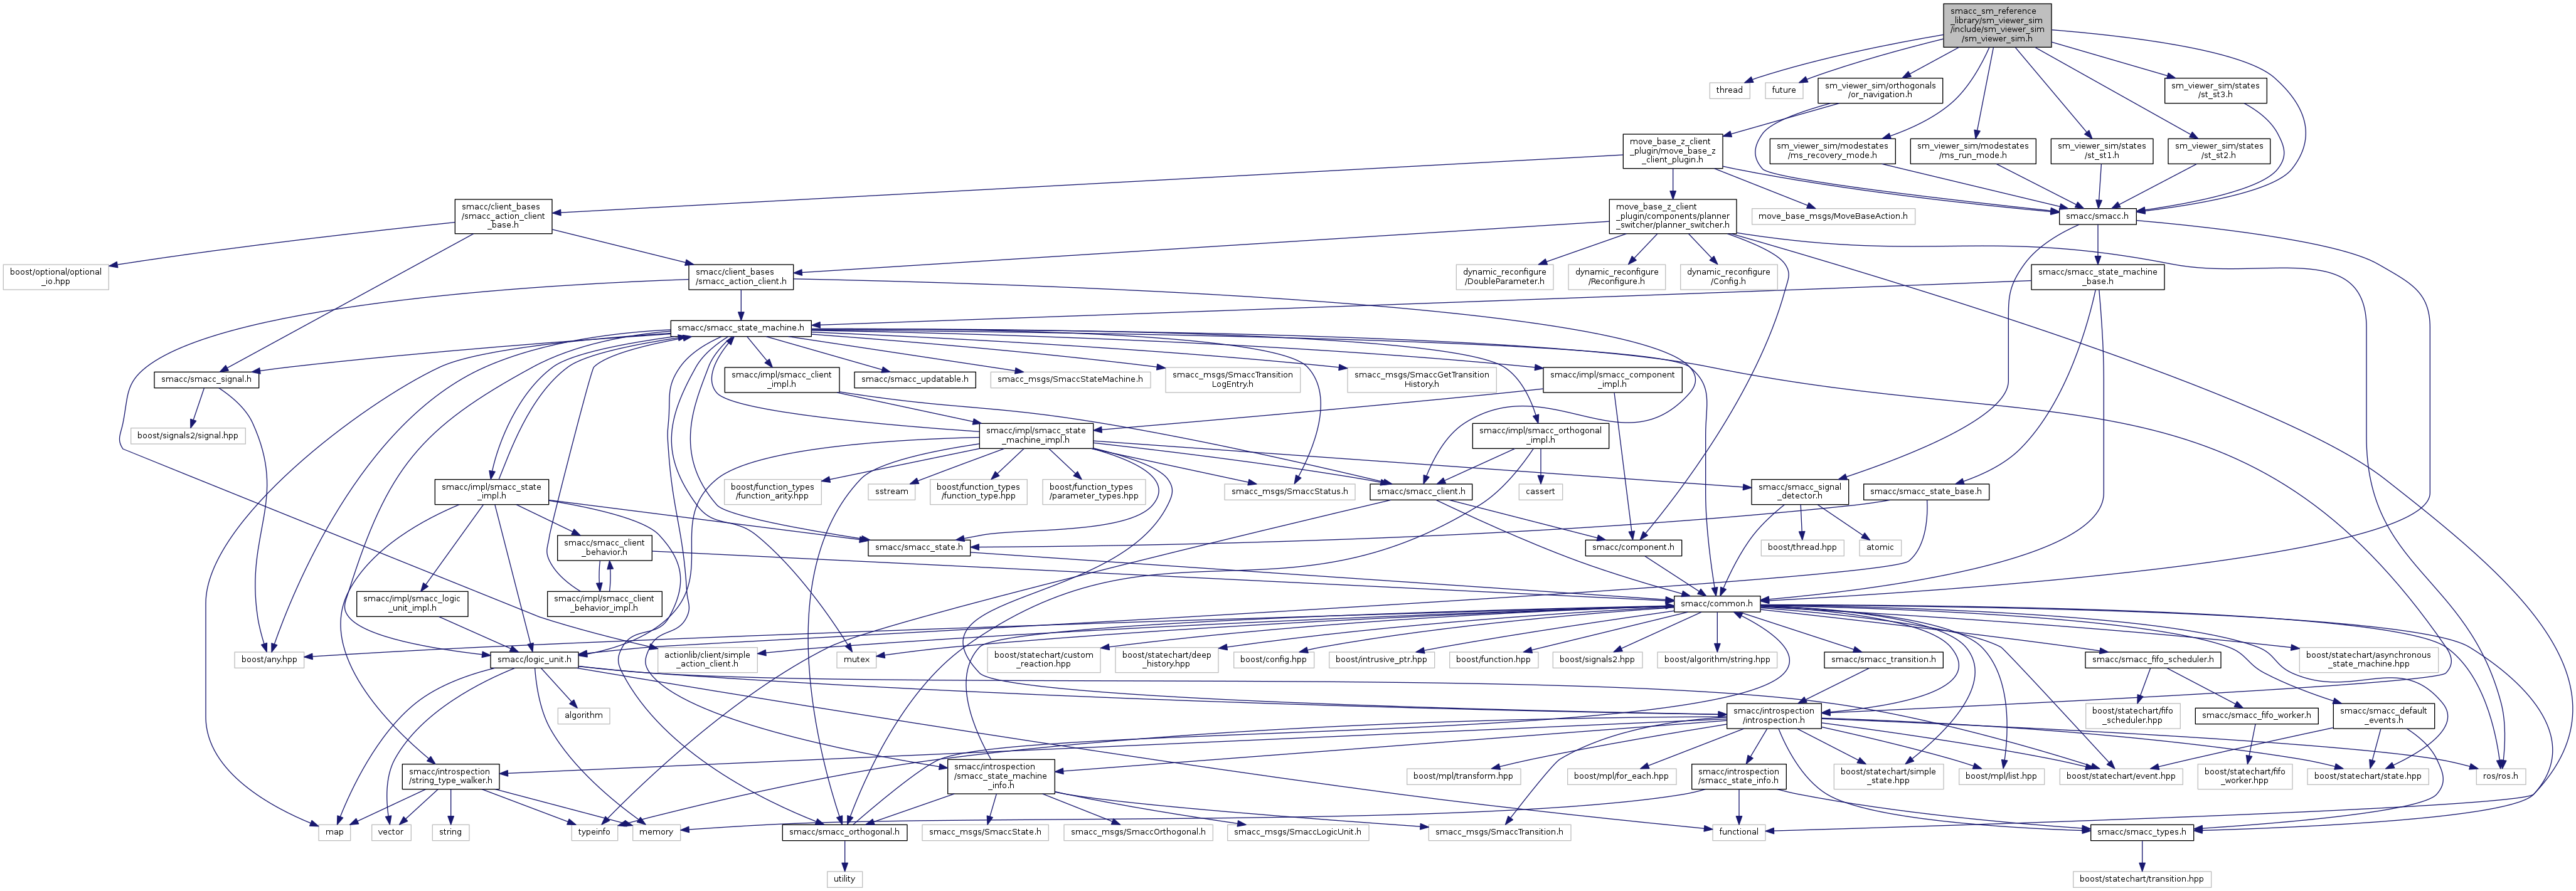 smacc_sm_reference
_library/sm_viewer_sim
/include/sm_viewer_sim
/sm_viewer_sim.h
thread
future
sm_viewer_sim/orthogonals
/or_navigation.h
sm_viewer_sim/states
/st_st3.h
move_base_z_client
_plugin/move_base_z
_client_plugin.h
sm_viewer_sim/modestates
/ms_recovery_mode.h
sm_viewer_sim/modestates
/ms_run_mode.h
sm_viewer_sim/states
/st_st1.h
sm_viewer_sim/states
/st_st2.h
smacc/client_bases
/smacc_action_client
_base.h
move_base_z_client
_plugin/components/planner
_switcher/planner_switcher.h
move_base_msgs/MoveBaseAction.h
smacc/smacc.h
boost/optional/optional
_io.hpp
smacc/client_bases
/smacc_action_client.h
dynamic_reconfigure
/DoubleParameter.h
dynamic_reconfigure
/Reconfigure.h
dynamic_reconfigure
/Config.h
smacc/smacc_state_machine
_base.h
smacc/smacc_state_machine.h
smacc/smacc_signal.h
smacc/impl/smacc_client
_impl.h
smacc/smacc_updatable.h
smacc_msgs/SmaccStateMachine.h
smacc_msgs/SmaccTransition
LogEntry.h
smacc_msgs/SmaccGetTransition
History.h
smacc/impl/smacc_component
_impl.h
boost/signals2/signal.hpp
smacc/impl/smacc_state
_machine_impl.h
smacc/impl/smacc_orthogonal
_impl.h
smacc/impl/smacc_state
_impl.h
boost/function_types
/function_arity.hpp
sstream
boost/function_types
/function_type.hpp
boost/function_types
/parameter_types.hpp
smacc_msgs/SmaccStatus.h
smacc/smacc_client.h
cassert
smacc/smacc_signal
_detector.h
smacc/smacc_state_base.h
smacc/smacc_client
_behavior.h
smacc/smacc_state.h
smacc/component.h
boost/thread.hpp
atomic
smacc/impl/smacc_logic
_unit_impl.h
smacc/impl/smacc_client
_behavior_impl.h
smacc/common.h
boost/any.hpp
smacc/logic_unit.h
actionlib/client/simple
_action_client.h
mutex
boost/statechart/custom
_reaction.hpp
boost/statechart/deep
_history.hpp
boost/config.hpp
boost/intrusive_ptr.hpp
boost/function.hpp
boost/signals2.hpp
boost/algorithm/string.hpp
smacc/smacc_transition.h
smacc/smacc_fifo_scheduler.h
boost/statechart/asynchronous
_state_machine.hpp
algorithm
smacc/introspection
/introspection.h
boost/statechart/fifo
_scheduler.hpp
smacc/smacc_fifo_worker.h
smacc/smacc_default
_events.h
smacc/introspection
/string_type_walker.h
smacc/introspection
/smacc_state_machine
_info.h
boost/mpl/transform.hpp
boost/mpl/for_each.hpp
smacc/introspection
/smacc_state_info.h
boost/statechart/simple
_state.hpp
boost/mpl/list.hpp
boost/statechart/event.hpp
boost/statechart/fifo
_worker.hpp
boost/statechart/state.hpp
ros/ros.h
map
vector
string
typeinfo
memory
smacc/smacc_orthogonal.h
smacc_msgs/SmaccState.h
smacc_msgs/SmaccOrthogonal.h
smacc_msgs/SmaccLogicUnit.h
smacc_msgs/SmaccTransition.h
functional
smacc/smacc_types.h
utility
boost/statechart/transition.hpp